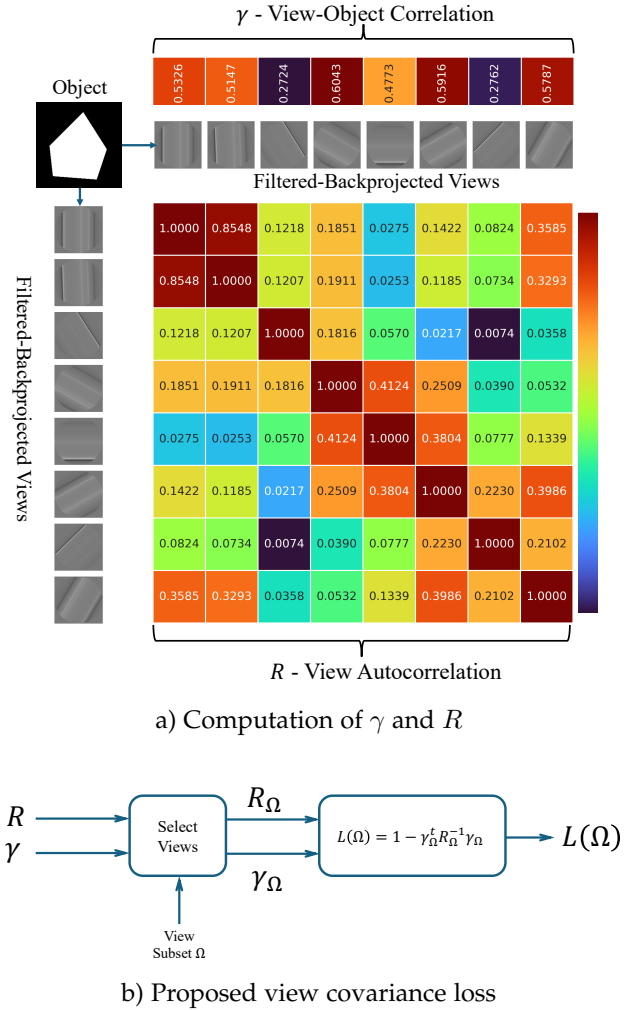 γ - View-Object Correlation
0.5326 0.5147 0.2724 0.6043 0.4773 0.5916 0.2762 0.5787
Object
Filtered-Backprojected Views
Filtered-Backprojected Views
1.0000 0.8548 0.1218 0.1851 0.0275 0.1422 0.0824 0.3585
0.8548 1.0000 0.1207 0.1911 0.0253 0.1185 0.0734 0.3293
0.1218 0.1207 1.0000 0.1816 0.0570 0.0217 0.0074 0.0358
0.1851 0.1911 0.1816 1.0000 0.4124 0.2509 0.0390 0.0532
0.0275 0.0253 0.0570 0.4124 1.0000 0.3804 0.0777 0.1339
0.1422 0.1185 0.0217 0.2509 0.3804 1.0000 0.2230 0.3986
0.0824 0.0734 0.0074 0.0390 0.0777 0.2230 1.0000 0.2102
0.3585 0.3293 0.0358 0.0532 0.1339 0.3986 0.2102 1.0000
R - View Autocorrelation
a) Computation of γ and R
R
γ
Select
Views
R_Ω
γ_Ω
L(Ω) = 1 − γ_Ω^t R_Ω^{−1} γ_Ω
L(Ω)
View
Subset Ω
b) Proposed view covariance loss